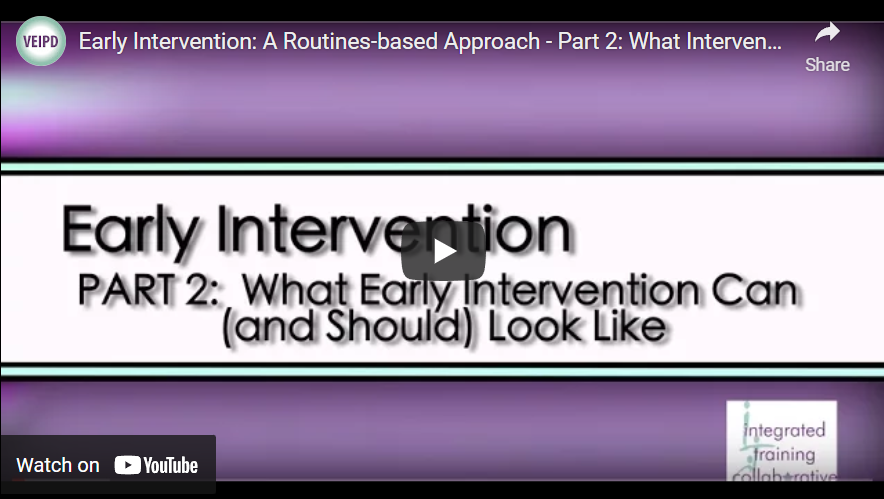 VEIPD
Early Intervention: A Routines-based Approach - Part 2: What Interven...
Share
Early Intervention
PART 2: What Early Intervention Can
(and Should) Look Like
integrated
training
collaborative
Watch on YouTube